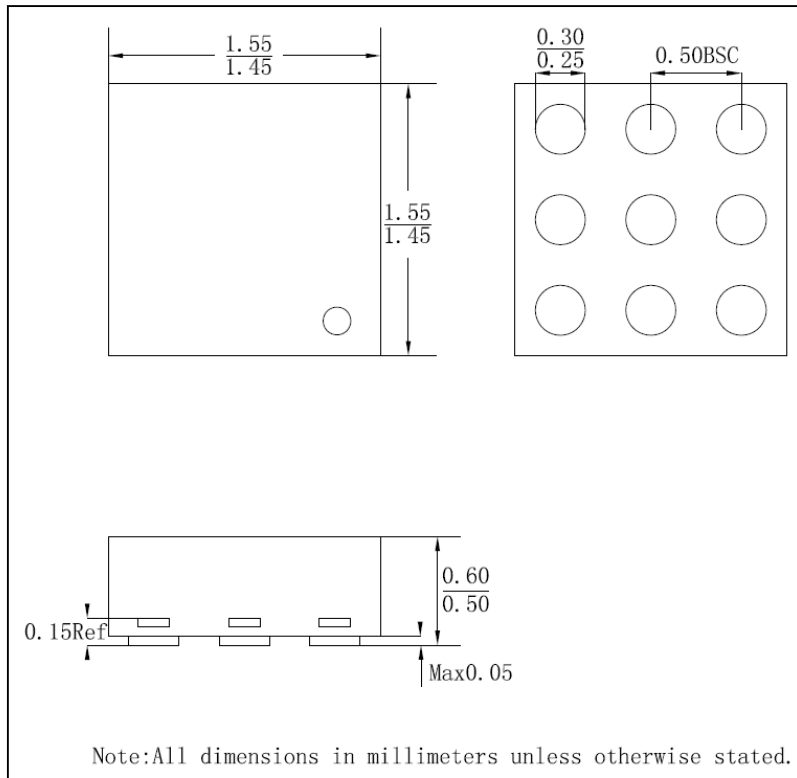 1.55
1.45
0.30
0.25
0.50BSC
1.55
1.45
0.60
0.50
0.15Ref
Max0.05
Note:All dimensions in millimeters unless otherwise stated.